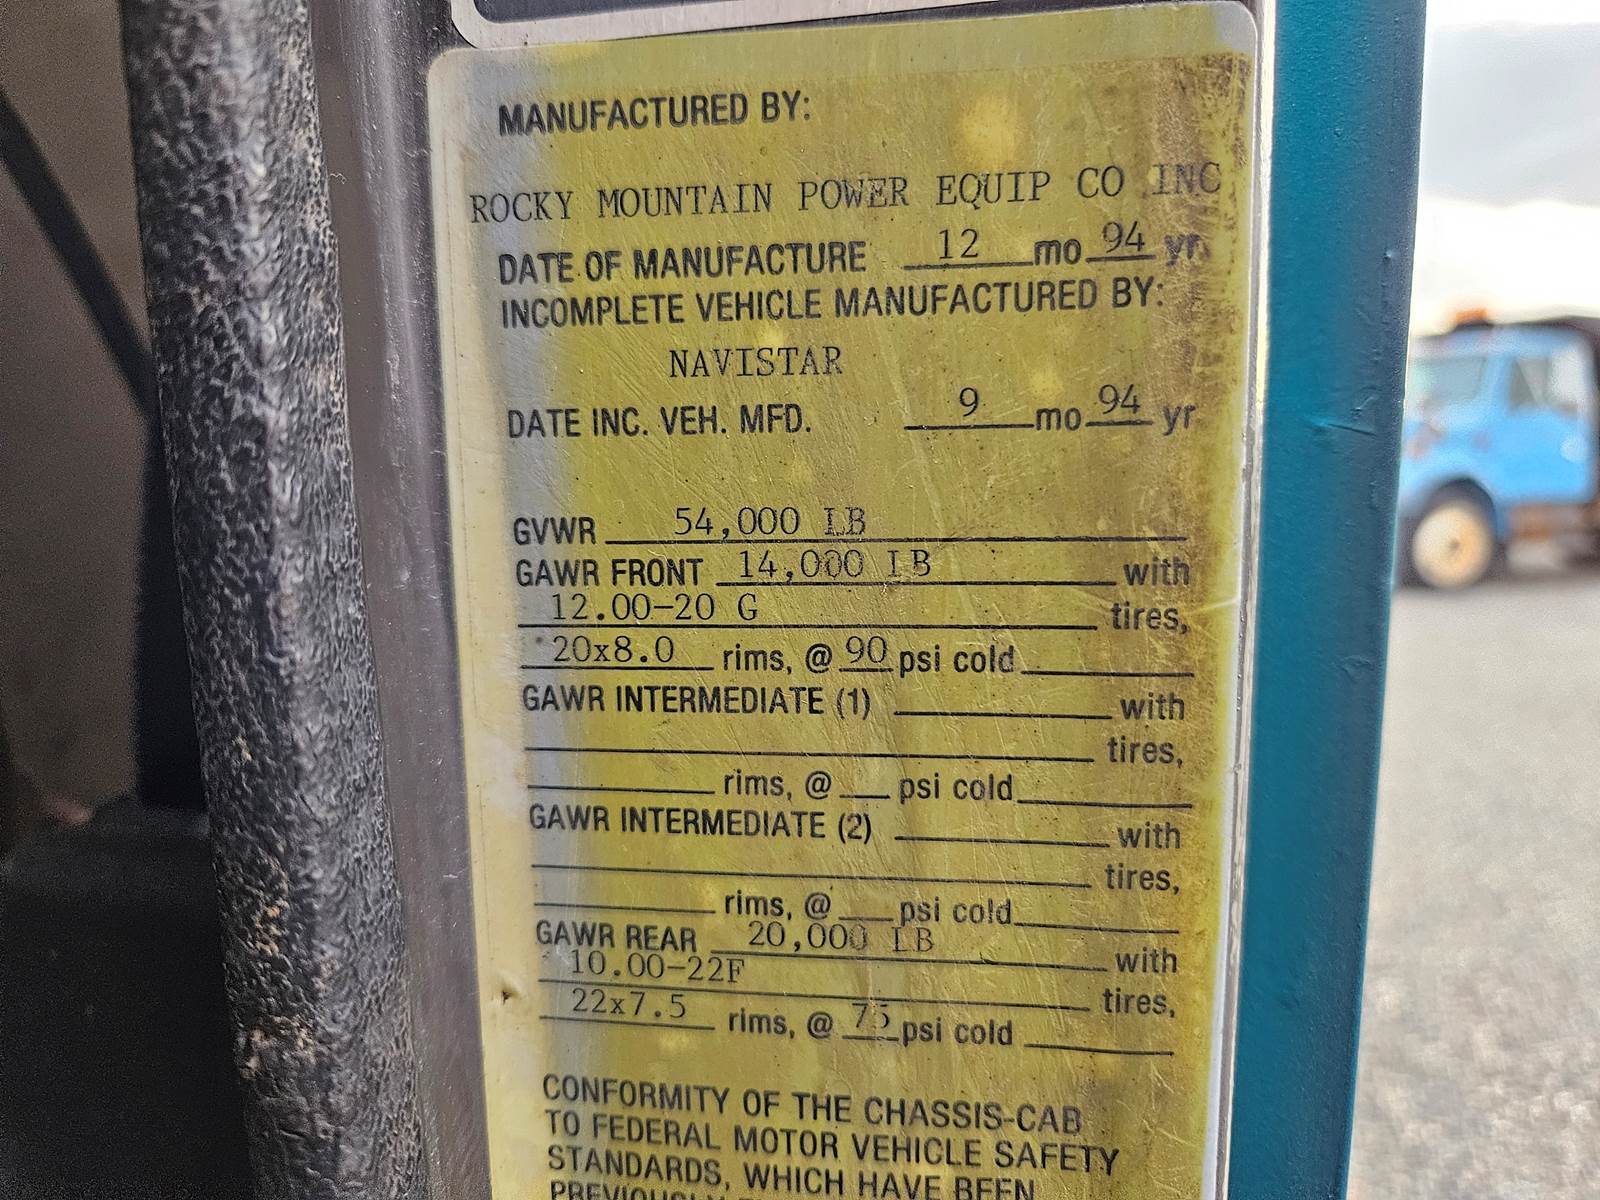 MANUFACTURED BY:
ROCKY MOUNTAIN POWER EQUIP CO INC
DATE OF MANUFACTURE 12 mo 94 yr
INCOMPLETE VEHICLE MANUFACTURED BY:
NAVISTAR
DATE INC. VEH. MFD. 9 mo 94 yr
GVWR 54,000 LB
GAWR FRONT 14,000 LB with
12.00-20 G tires,
20x8.0 rims, @ 90 psi cold
GAWR INTERMEDIATE (1) with
tires,
rims, @ psi cold
GAWR INTERMEDIATE (2) with
tires,
rims, @ psi cold
GAWR REAR 20,000 LB with
10.00-22F tires,
22x7.5 rims, @ 75 psi cold
CONFORMITY OF THE CHASSIS-CAB
TO FEDERAL MOTOR VEHICLE SAFETY
STANDARDS, WHICH HAVE BEEN
PREVIOUSLY